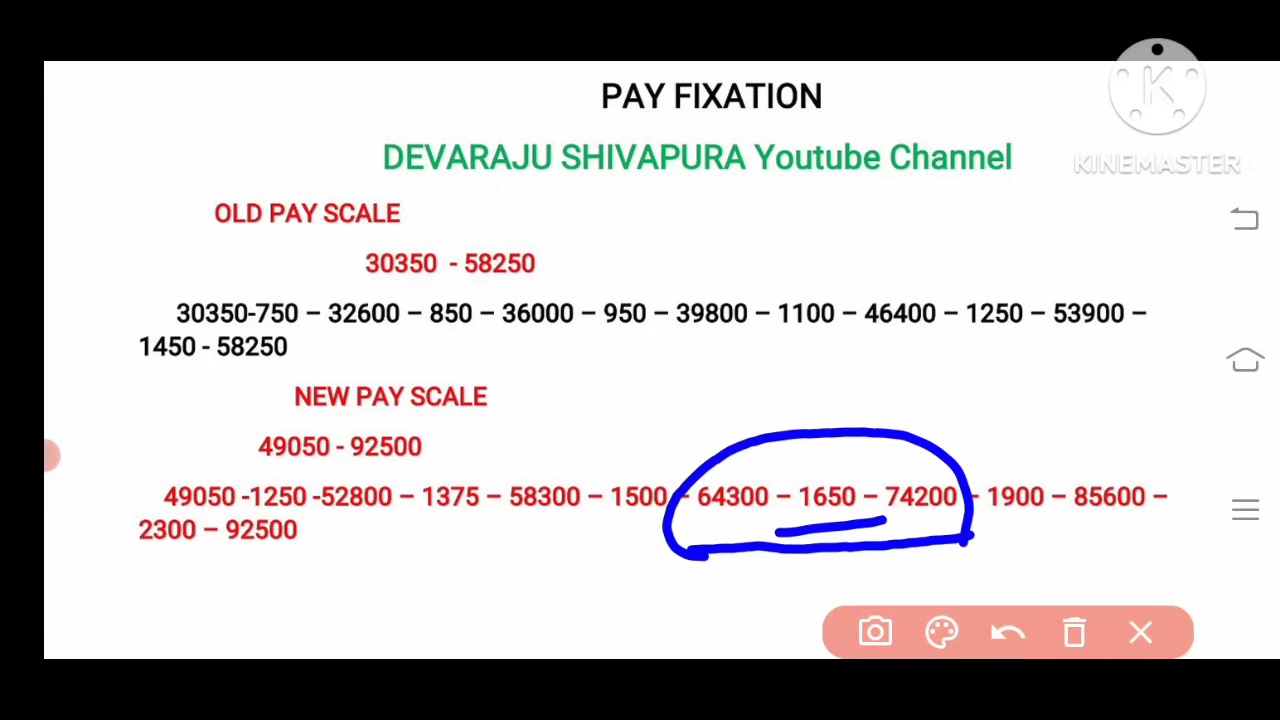 PAY FIXATION
DEVARAJU SHIVAPURA Youtube Channel
OLD PAY SCALE
30350 - 58250
30350-750 – 32600 – 850 – 36000 – 950 – 39800 – 1100 – 46400 – 1250 – 53900 –
1450 - 58250
NEW PAY SCALE
49050 - 92500
49050 -1250 -52800 – 1375 – 58300 – 1500 – 64300 – 1650 – 74200 – 1900 – 85600 –
2300 – 92500
K
KINEMASTER